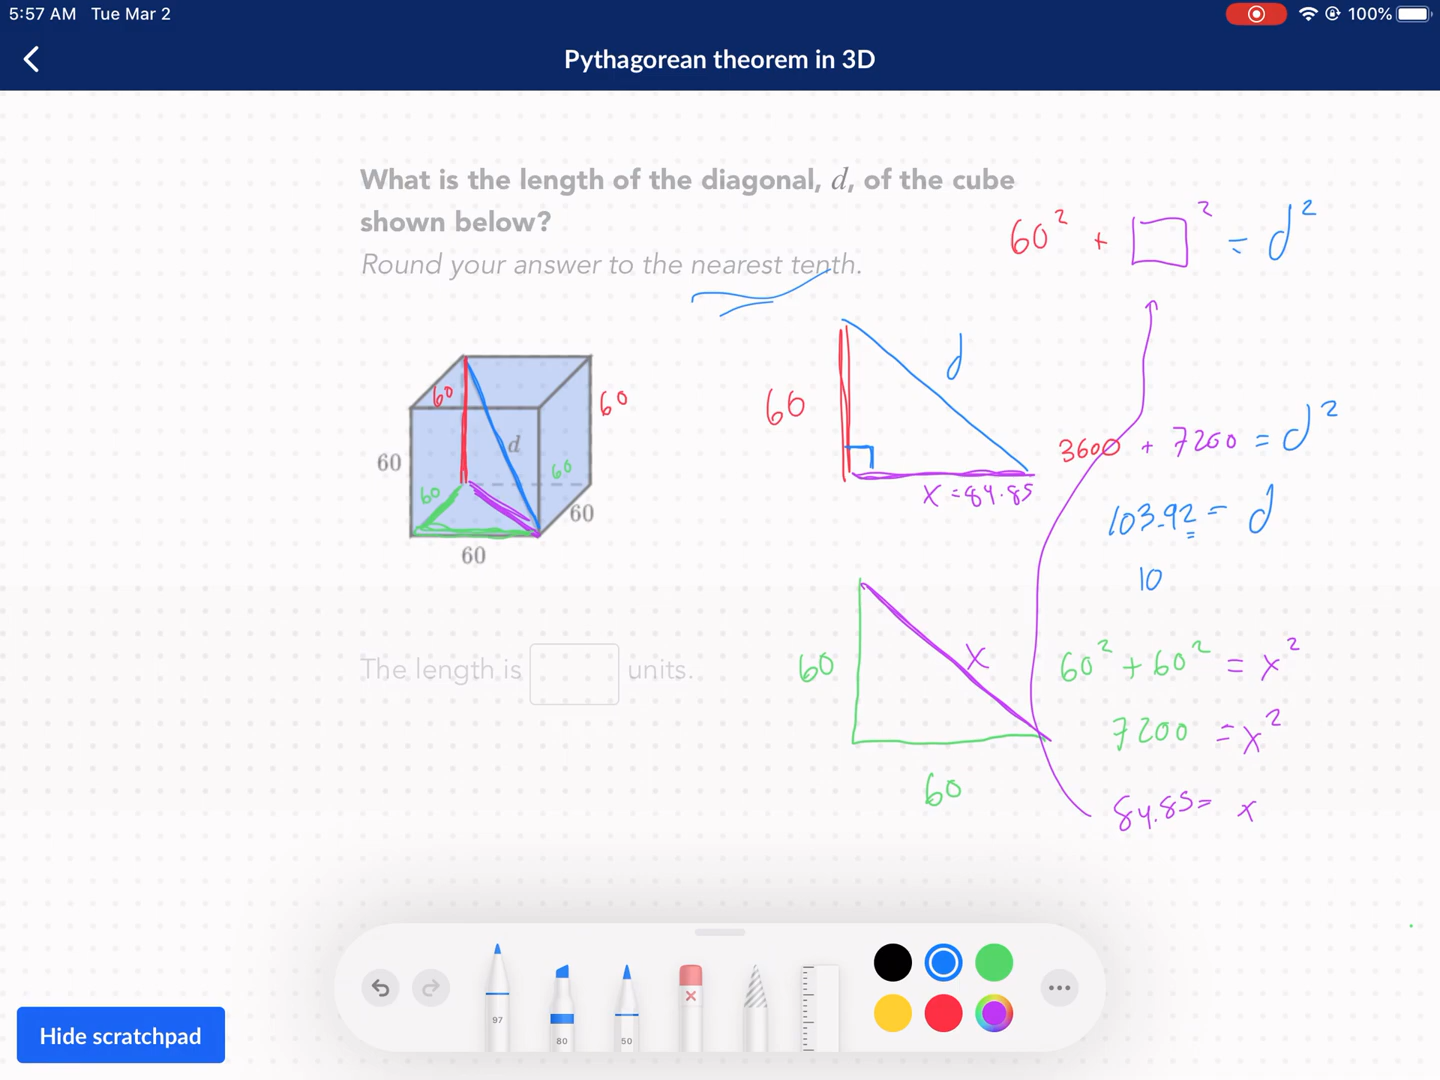 5:57 AM Tue Mar 2
100%
Pythagorean theorem in 3D
What is the length of the diagonal, d, of the cube
shown below?
Round your answer to the nearest tenth.
60² + □² = d²
60
60
60
d
60
60
60
60
60
d
x = 84.85
3600 + 7200 = d²
103.92 = d
10
The length is
units.
60
x
60
60² + 60² = x²
7200 = x²
84.85 = x
97
80
50
Hide scratchpad